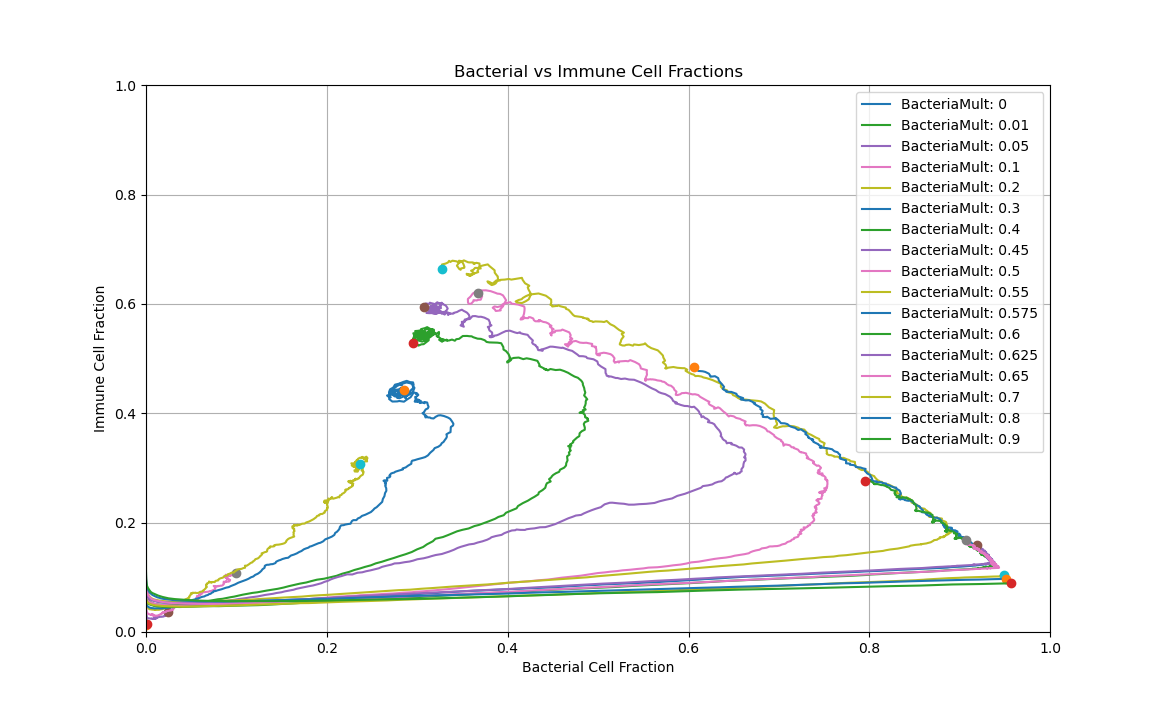 Bacterial vs Immune Cell Fractions
1.0
0.8
0.6
0.4
0.2
0.0
Immune Cell Fraction
0.0 0.2 0.4 0.6 0.8 1.0
Bacterial Cell Fraction
BacteriaMult: 0
BacteriaMult: 0.01
BacteriaMult: 0.05
BacteriaMult: 0.1
BacteriaMult: 0.2
BacteriaMult: 0.3
BacteriaMult: 0.4
BacteriaMult: 0.45
BacteriaMult: 0.5
BacteriaMult: 0.55
BacteriaMult: 0.575
BacteriaMult: 0.6
BacteriaMult: 0.625
BacteriaMult: 0.65
BacteriaMult: 0.7
BacteriaMult: 0.8
BacteriaMult: 0.9